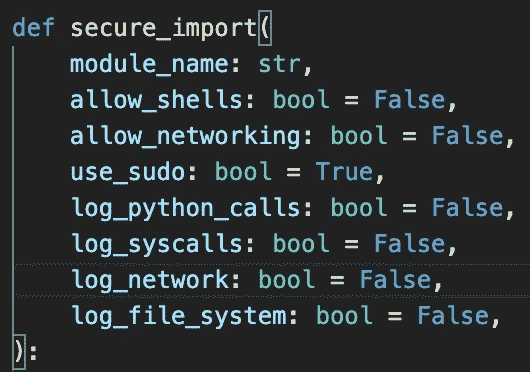 def secure_import(
    module_name: str,
    allow_shells: bool = False,
    allow_networking: bool = False,
    use_sudo: bool = True,
    log_python_calls: bool = False,
    log_syscalls: bool = False,
    log_network: bool = False,
    log_file_system: bool = False,
):